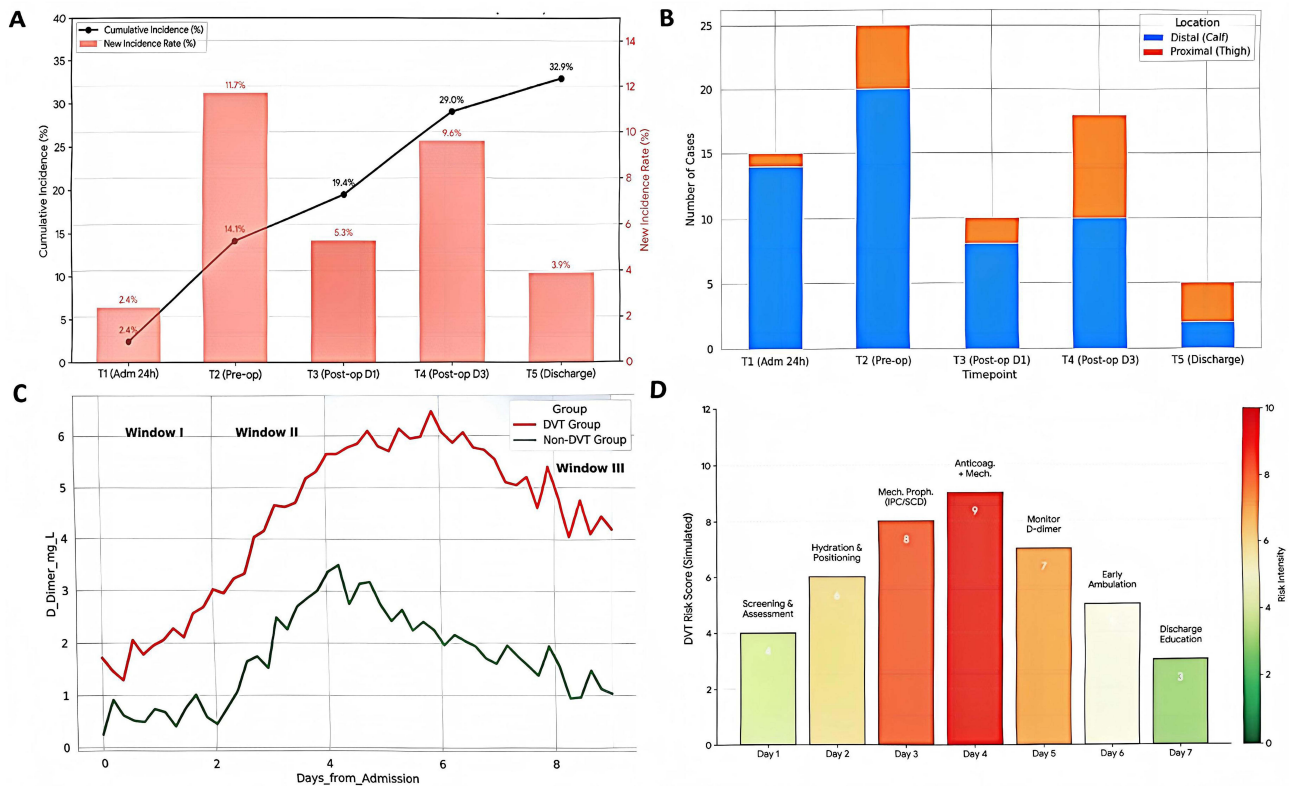 A
Cumulative Incidence (%)
New Incidence Rate (%)
40
35
30
25
20
15
10
5
0
Cumulative Incidence (%)
14
12
10
8
6
4
2
0
New Incidence Rate (%)
2.4%
2.4%
11.7%
14.1%
19.4%
5.3%
29.0%
9.6%
32.9%
3.9%
T1 (Adm 24h)
T2 (Pre-op)
T3 (Post-op D1)
T4 (Post-op D3)
T5 (Discharge)
B
Location
Distal (Calf)
Proximal (Thigh)
25
20
15
10
5
0
Number of Cases
T1 (Adm 24h)
T2 (Pre-op)
T3 (Post-op D1)
T4 (Post-op D3)
T5 (Discharge)
Timepoint
C
Group
DVT Group
Non-DVT Group
Window I
Window II
Window III
6
5
4
3
2
1
0
D_Dimer_mg_L
0
2
4
6
8
Days_from_Admission
D
12
10
8
6
4
2
0
DVT Risk Score (Simulated)
Screening &
Assessment
4
Hydration &
Positioning
6
Mech. Proph.
(IPC/SCD)
8
Anticoag.
+ Mech.
9
Monitor
D-dimer
7
Early
Ambulation
Discharge
Education
3
Day 1
Day 2
Day 3
Day 4
Day 5
Day 6
Day 7
10
8
6
4
2
0
Risk Intensity